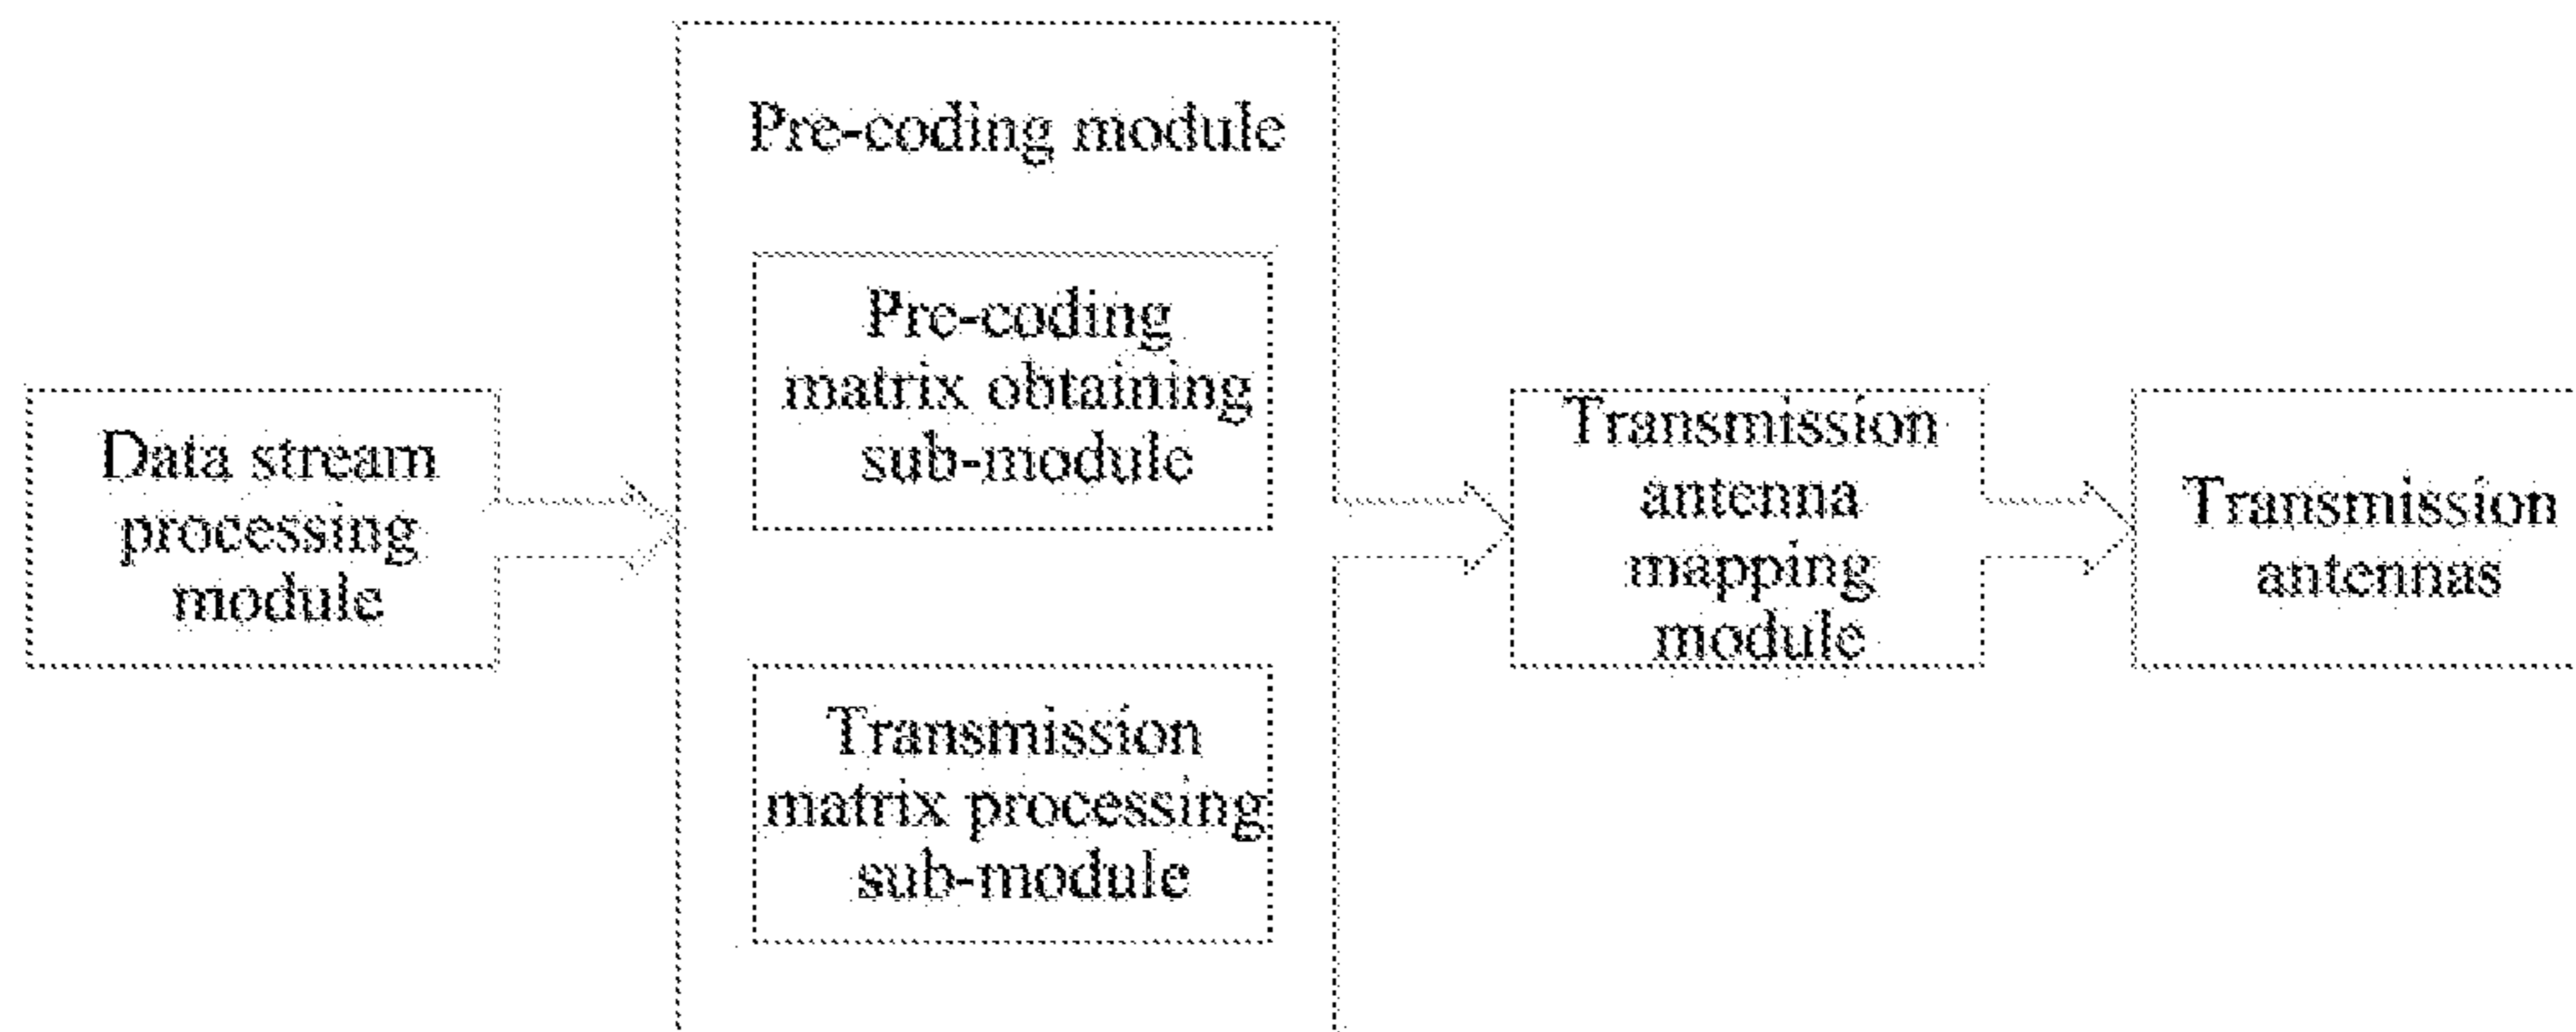 Data stream
processing
module
Pre-coding module
Pre-coding
matrix obtaining
sub-module
Transmission
matrix processing
sub-module
Transmission
antenna
mapping
module
Transmission
antennas